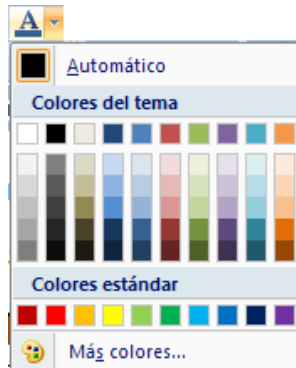 A
Automático
Colores del tema
Colores estándar
Más colores...